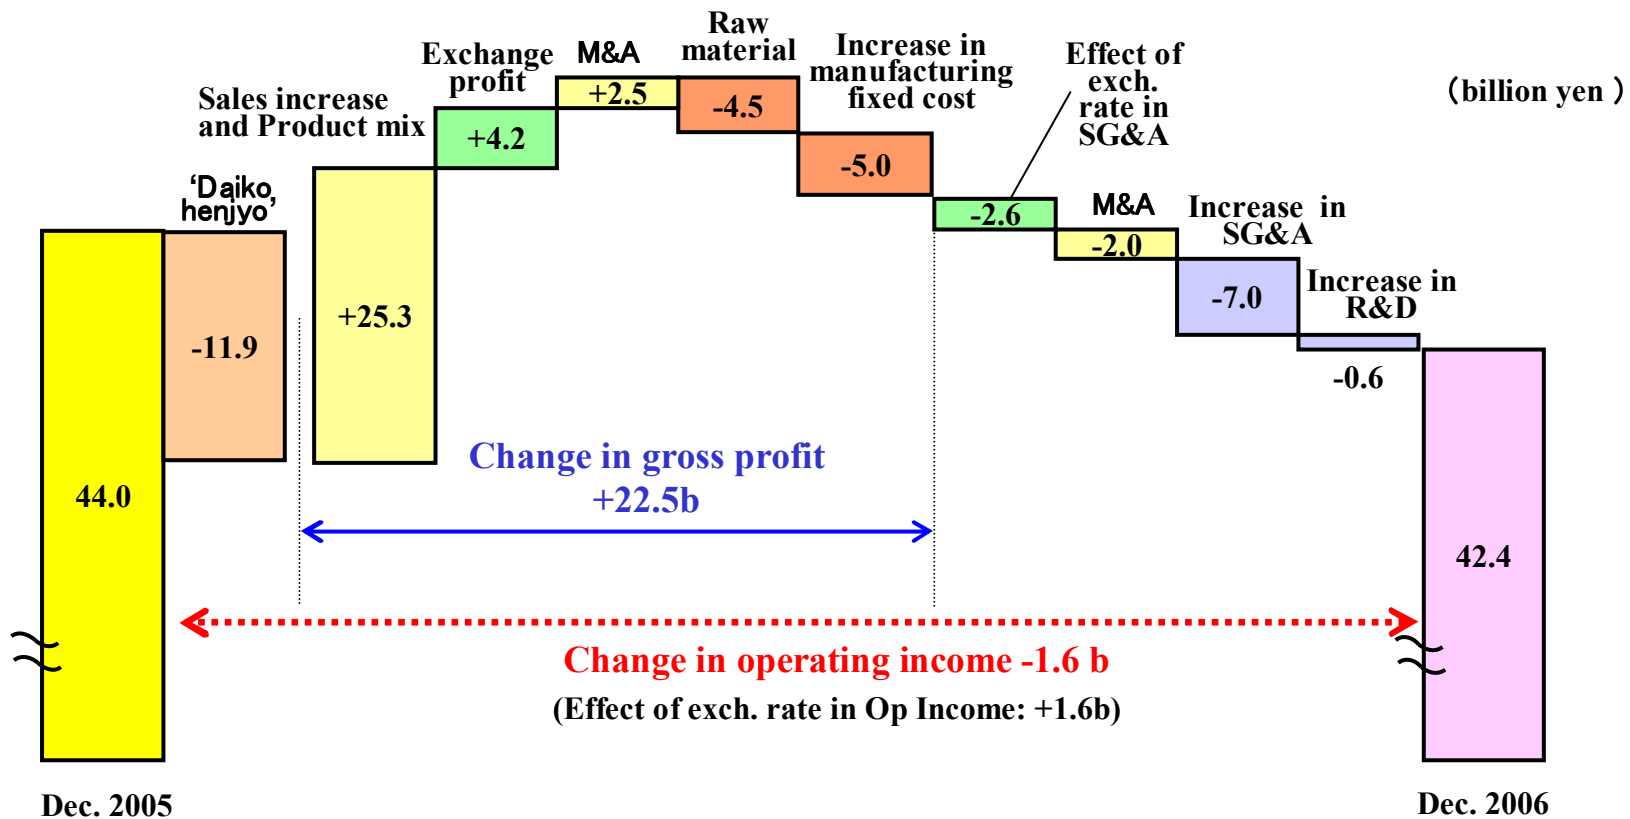 Raw
material
Exchange
profit
M&A
Increase in
manufacturing
fixed cost
Effect of
exch.
rate in
SG&A
（billion yen ）
Sales increase
and Product mix
+2.5
-4.5
+4.2
-5.0
‘Daiko
henjyo’
-2.6
M&A
-2.0
Increase in
SG&A
-7.0
Increase in
R&D
-0.6
+25.3
-11.9
44.0
Change in gross profit
+22.5b
42.4
Change in operating income -1.6 b
(Effect of exch. rate in Op Income: +1.6b)
Dec. 2005
Dec. 2006